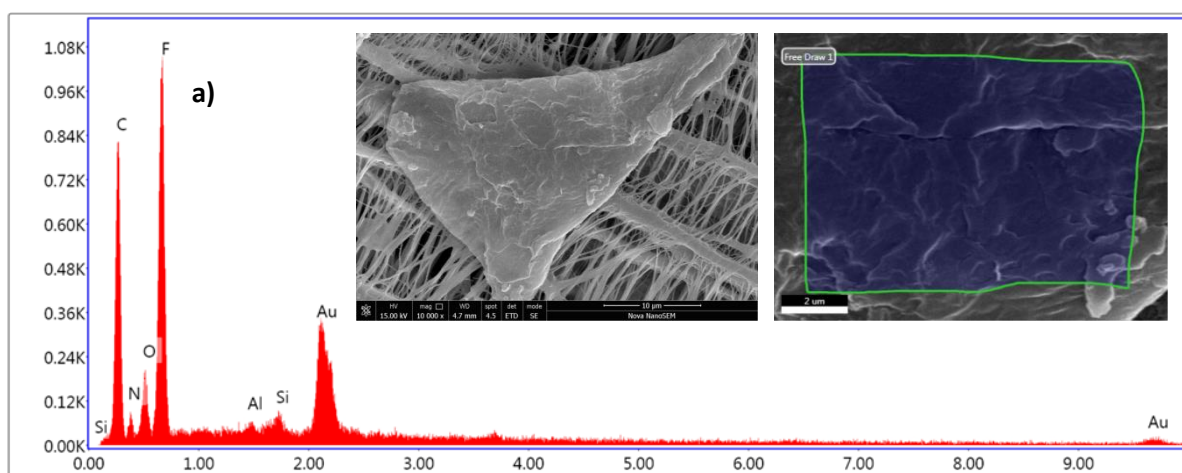 1.08K
0.96K
0.84K
0.72K
0.60K
0.48K
0.36K
0.24K
0.12K
0.00K
F
a)
C
O
N
Si
Al
Si
Au
Au
0.00 1.00 2.00 3.00 4.00 5.00 6.00 7.00 8.00 9.00
HV mag WD spot det mode
15.00 kV 10 000 x 4.7 mm 4.5 ETD SE
10 µm
Nova NanoSEM
Free Draw 1
2 um